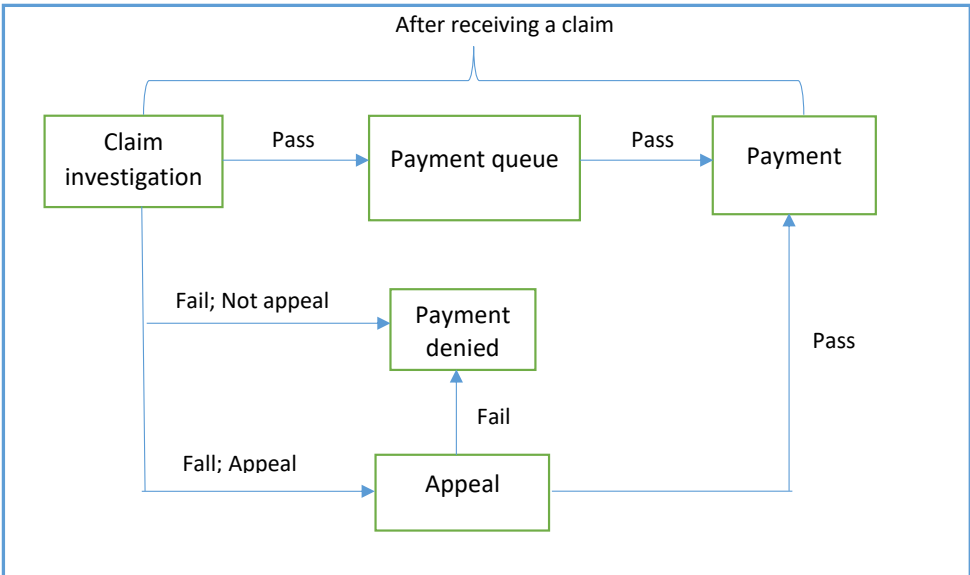 After receiving a claim
Claim
investigation
Pass
Payment queue
Pass
Payment
Fail; Not appeal
Payment
denied
Pass
Fail
Fall; Appeal
Appeal